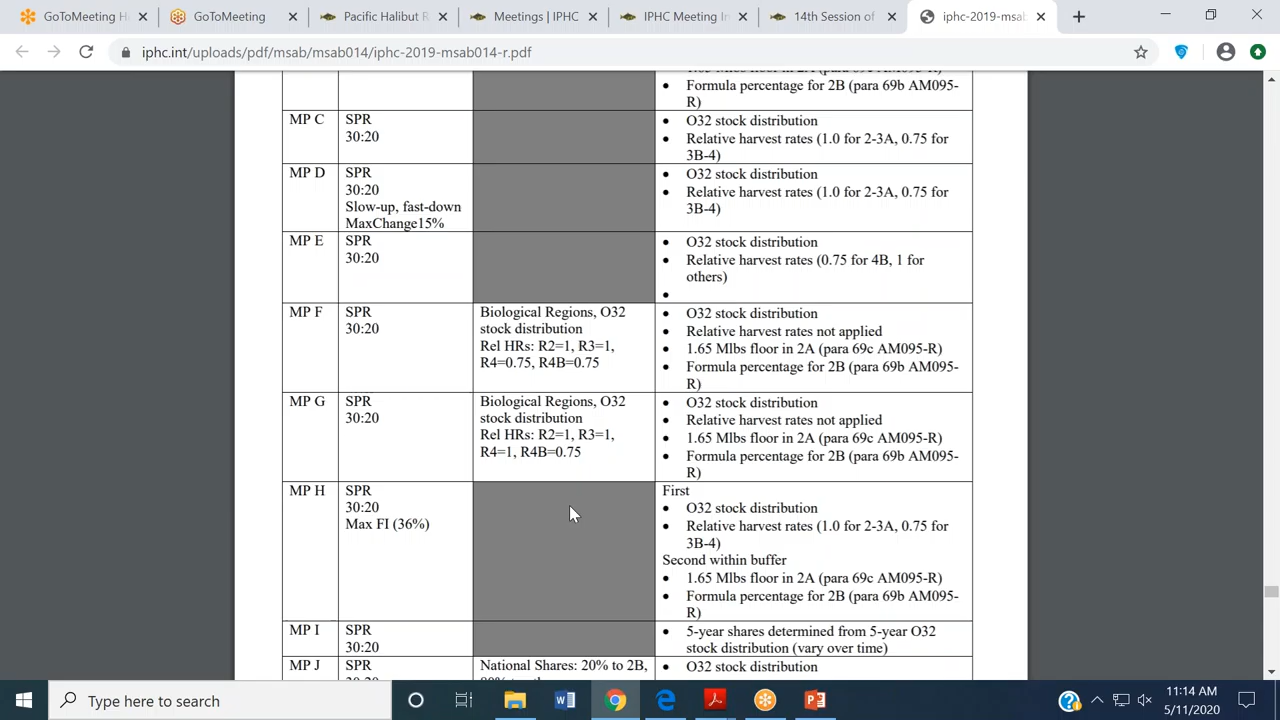 GoToMeeting Hi
GoToMeeting
Pacific Halibut R
Meetings | IPHC
IPHC Meeting In
14th Session of
iphc-2019-msab
iphc.int/uploads/pdf/msab/msab014/iphc-2019-msab014-r.pdf
1.65 Mlbs floor in 2A (para 69c AM095-R)
• Formula percentage for 2B (para 69b AM095-
R)
MP C
SPR
30:20
• O32 stock distribution
• Relative harvest rates (1.0 for 2-3A, 0.75 for
3B-4)
MP D
SPR
30:20
Slow-up, fast-down
MaxChange15%
• O32 stock distribution
• Relative harvest rates (1.0 for 2-3A, 0.75 for
3B-4)
MP E
SPR
30:20
• O32 stock distribution
• Relative harvest rates (0.75 for 4B, 1 for
others)
•
MP F
SPR
30:20
Biological Regions, O32
stock distribution
Rel HRs: R2=1, R3=1,
R4=0.75, R4B=0.75
• O32 stock distribution
• Relative harvest rates not applied
• 1.65 Mlbs floor in 2A (para 69c AM095-R)
• Formula percentage for 2B (para 69b AM095-
R)
MP G
SPR
30:20
Biological Regions, O32
stock distribution
Rel HRs: R2=1, R3=1,
R4=1, R4B=0.75
• O32 stock distribution
• Relative harvest rates not applied
• 1.65 Mlbs floor in 2A (para 69c AM095-R)
• Formula percentage for 2B (para 69b AM095-
R)
MP H
SPR
30:20
Max FI (36%)
First
• O32 stock distribution
• Relative harvest rates (1.0 for 2-3A, 0.75 for
3B-4)
Second within buffer
• 1.65 Mlbs floor in 2A (para 69c AM095-R)
• Formula percentage for 2B (para 69b AM095-
R)
MP I
SPR
30:20
• 5-year shares determined from 5-year O32
stock distribution (vary over time)
MP J
SPR
30:20
National Shares: 20% to 2B,
• O32 stock distribution
Type here to search
11:14 AM
5/11/2020